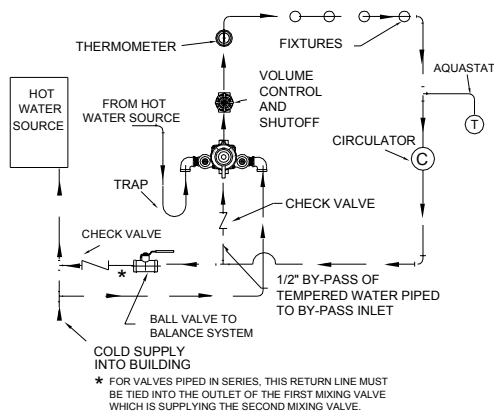 THERMOMETER
FIXTURES
HOT
WATER
SOURCE
VOLUME
CONTROL
AND
SHUTOFF
AQUASTAT
T
FROM HOT
WATER SOURCE
CIRCULATOR
C
TRAP
CHECK VALVE
CHECK VALVE
*
1/2" BY-PASS OF
TEMPERED WATER PIPED
TO BY-PASS INLET
BALL VALVE TO
BALANCE SYSTEM
COLD SUPPLY
INTO BUILDING
* FOR VALVES PIPED IN SERIES, THIS RETURN LINE MUST
BE TIED INTO THE OUTLET OF THE FIRST MIXING VALVE
WHICH IS SUPPLYING THE SECOND MIXING VALVE.